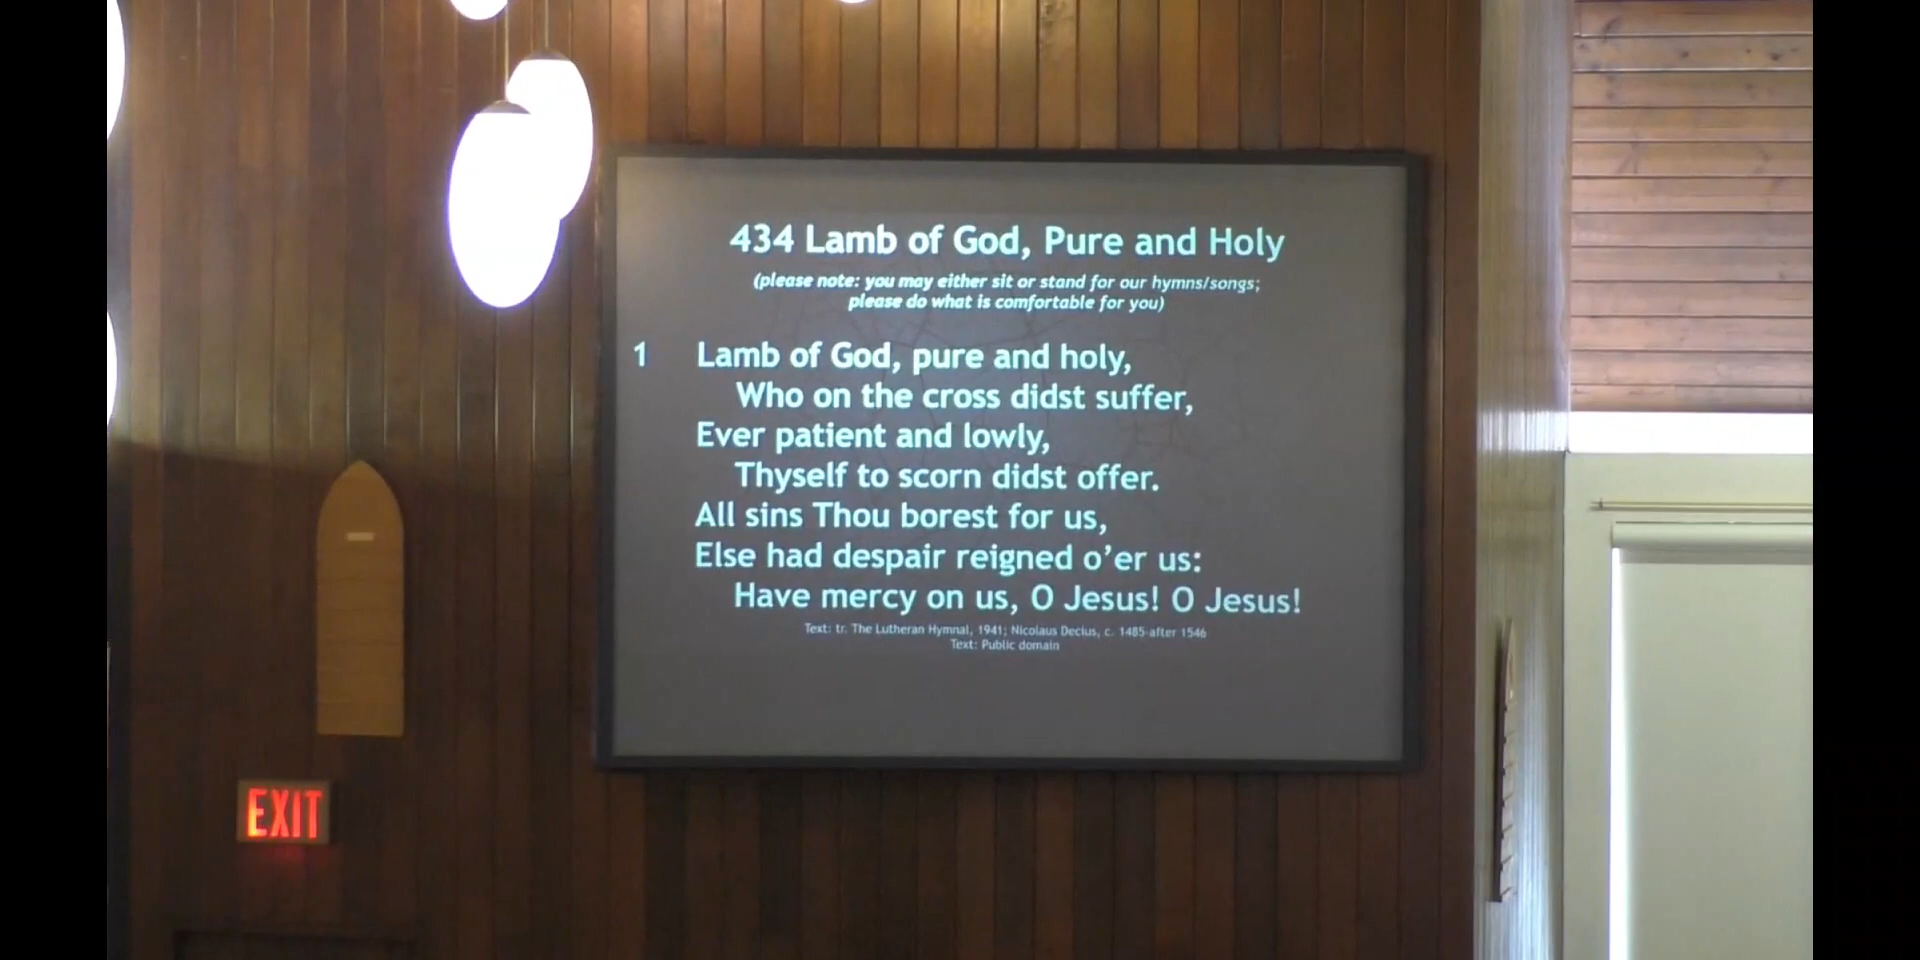 434 Lamb of God, Pure and Holy
(please note: you may either sit or stand for our hymns/songs;
please do what is comfortable for you)
1 Lamb of God, pure and holy,
Who on the cross didst suffer,
Ever patient and lowly,
Thyself to scorn didst offer.
All sins Thou borest for us,
Else had despair reigned o’er us:
Have mercy on us, O Jesus! O Jesus!
Text: tr. The Lutheran Hymnal, 1941; Nicolaus Decius, c. 1485-after 1546
Text: Public domain
EXIT